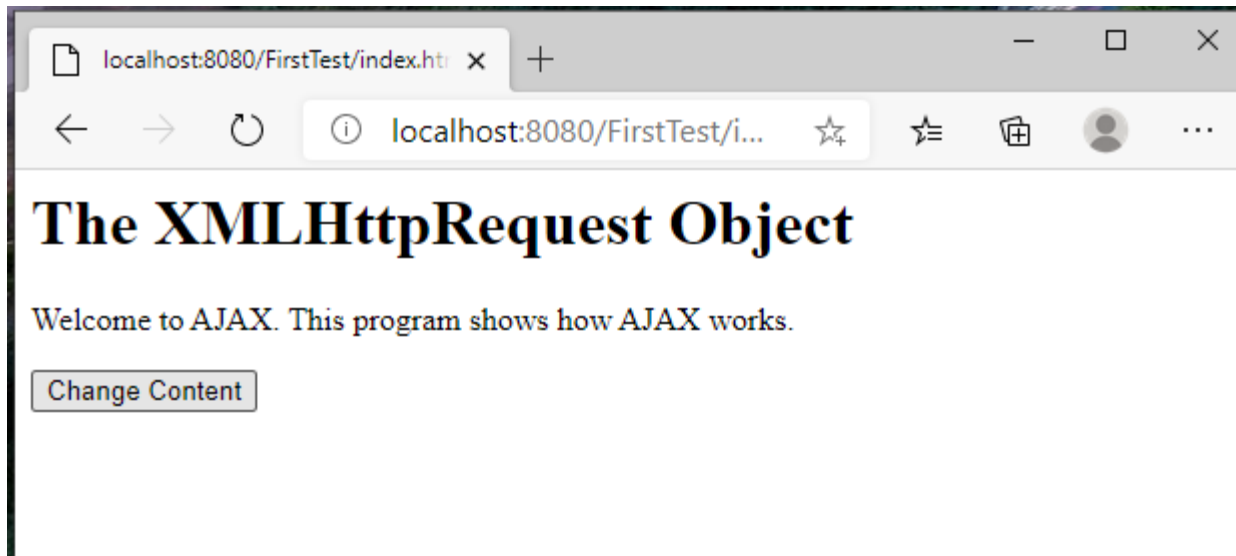 localhost:8080/FirstTest/index.htr
localhost:8080/FirstTest/i...
The XMLHttpRequest Object
Welcome to AJAX. This program shows how AJAX works.
Change Content